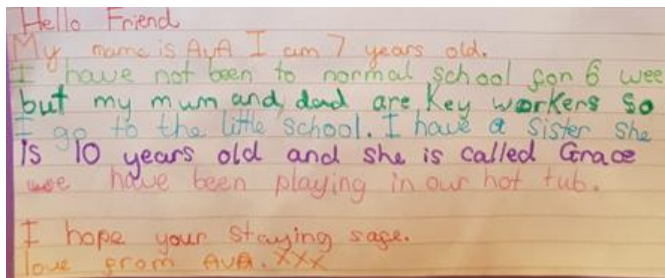 Hello Friend
My name is AvA I am 7 years old.
I have not been to normal school for 6 wee
but my mum and dad are Key workers so
I go to the little school. I have a Sister she
is 10 years old and she is called Grace
we have been playing in our hot tub.
I hope your Staying safe.
love from AvA. XXX